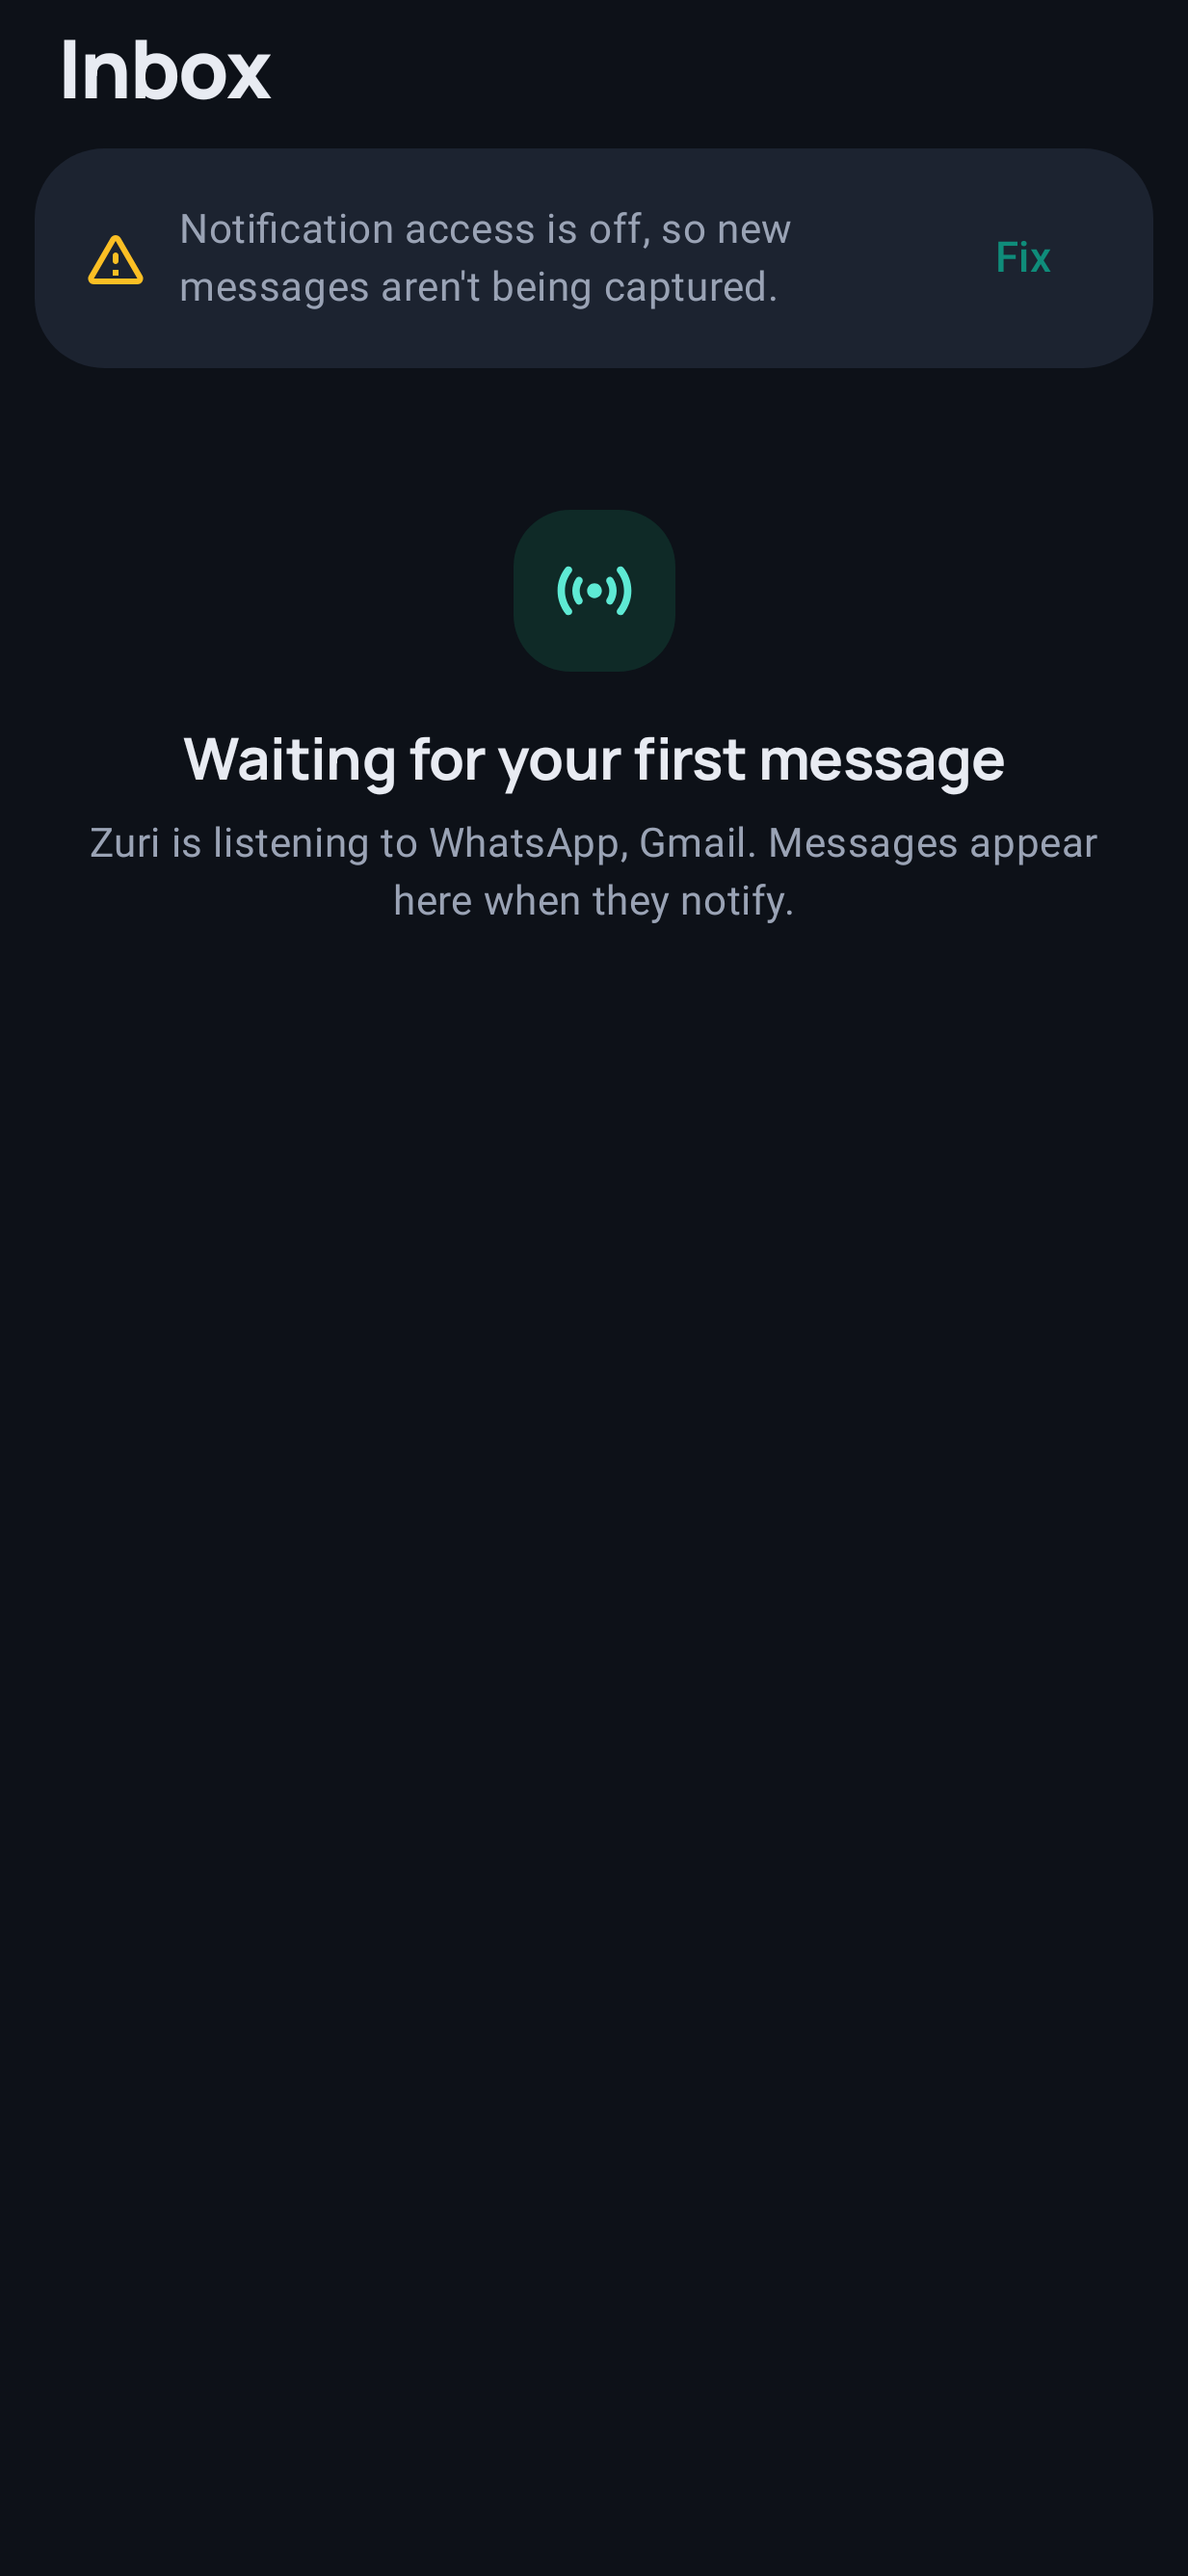 Inbox
Notification access is off, so new
messages aren't being captured.
Fix
Waiting for your first message
Zuri is listening to WhatsApp, Gmail. Messages appear
here when they notify.